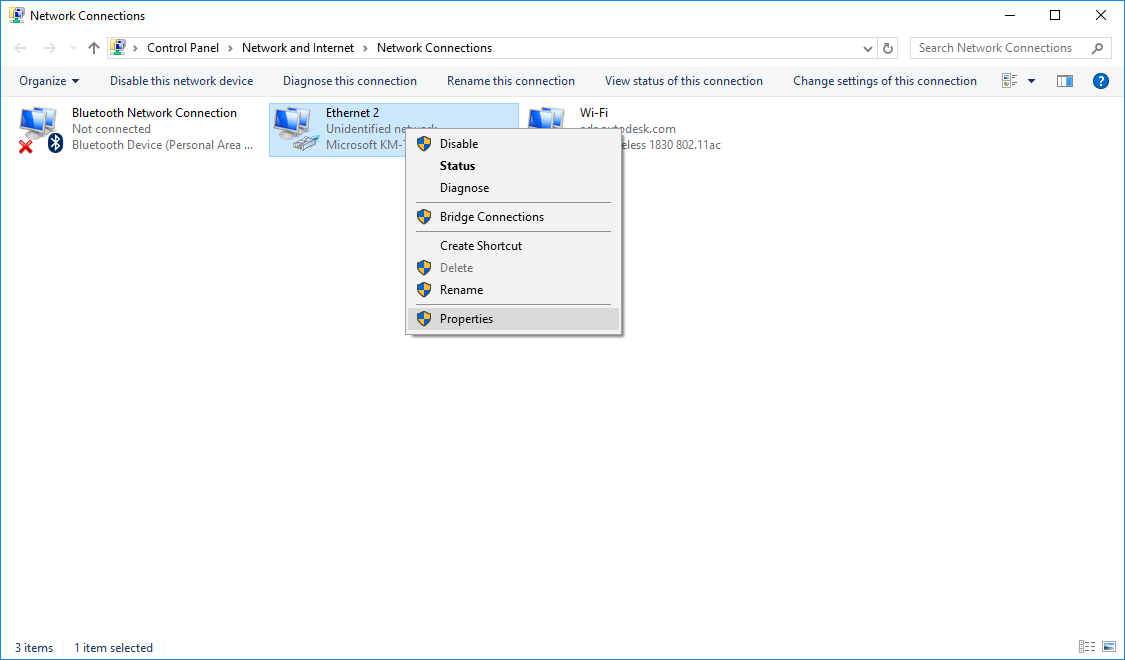 Network Connections
Control Panel > Network and Internet > Network Connections
Search Network Connections
Organize
Disable this network device
Diagnose this connection
Rename this connection
View status of this connection
Change settings of this connection
Bluetooth Network Connection
Not connected
Bluetooth Device (Personal Area ...
Ethernet 2
Unidentified network
Microsoft KM-
Wi-Fi
ads.autodesk.com
eless 1830 802.11ac
Disable
Status
Diagnose
Bridge Connections
Create Shortcut
Delete
Rename
Properties
3 items
1 item selected